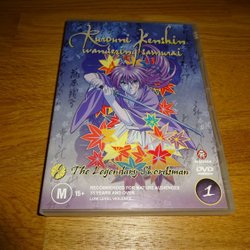 Rurouni Kenshin
wandering samurai
The Legendary Swordsman
M 15+
RECOMMENDED FOR MATURE AUDIENCES
15 YEARS AND OVER
LOW LEVEL VIOLENCE
DVD
1